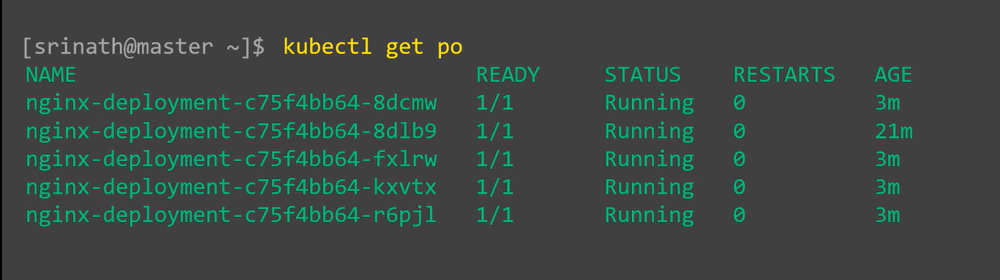 [srinath@master ~]$ kubectl get po
NAME READY STATUS RESTARTS AGE
nginx-deployment-c75f4bb64-8dcmw 1/1 Running 0 3m
nginx-deployment-c75f4bb64-8dlb9 1/1 Running 0 21m
nginx-deployment-c75f4bb64-fxlrw 1/1 Running 0 3m
nginx-deployment-c75f4bb64-kxvtx 1/1 Running 0 3m
nginx-deployment-c75f4bb64-r6pjl 1/1 Running 0 3m